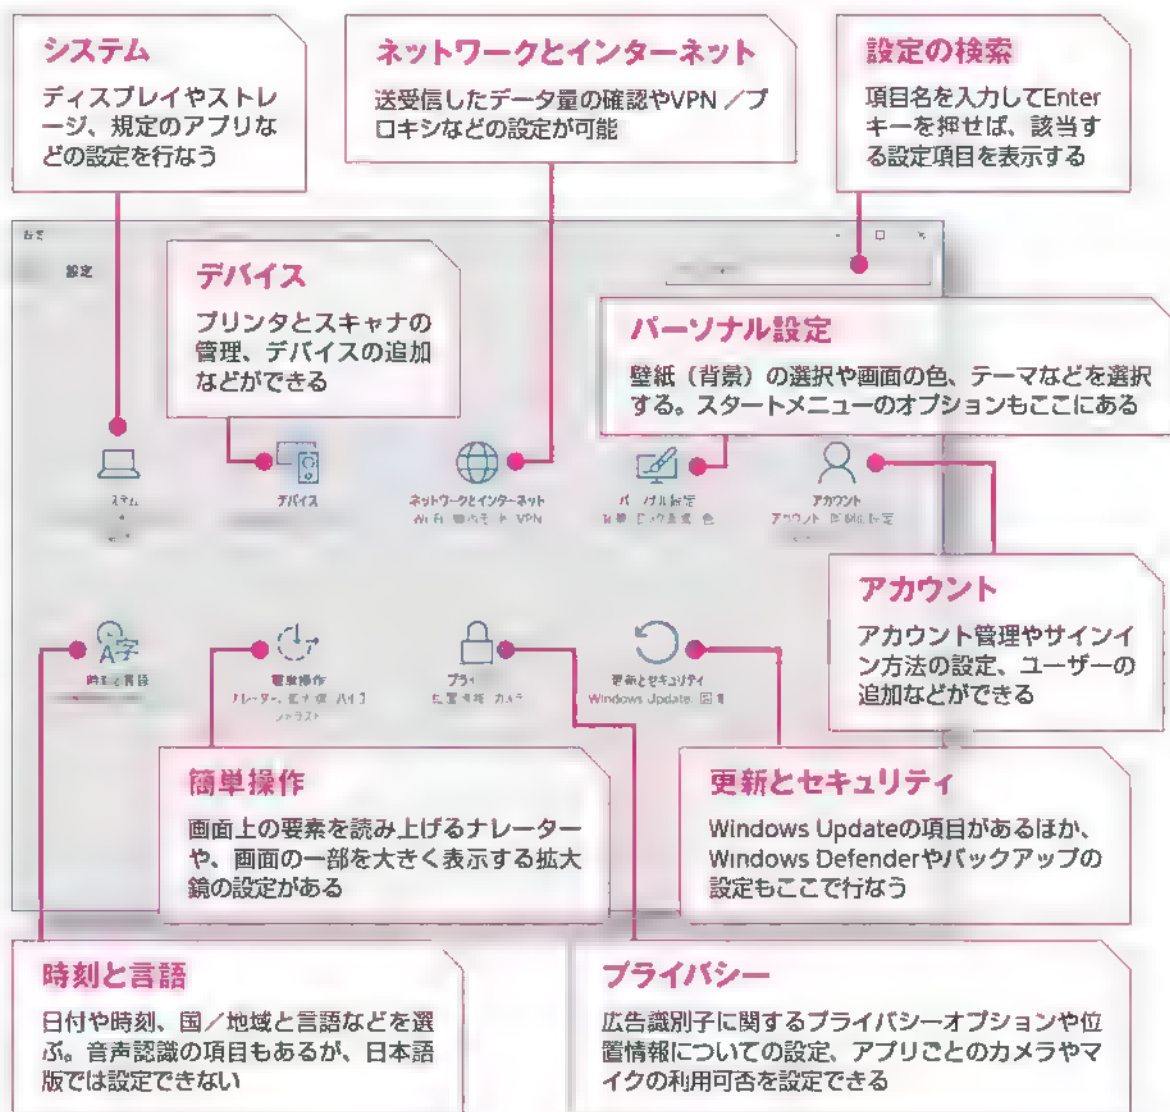 システム
ディスプレイやストレ
ージ、規定のアプリな
どの設定を行なう
ネットワークとインターネット
送受信したデータ量の確認やVPN／プ
ロキシなどの設定が可能
設定の検索
項目名を入力してEnter
キーを押せば、該当す
る設定項目を表示する
設定
設定
デバイス
プリンタとスキャナの
管理、デバイスの追加
などができる
パーソナル設定
壁紙（背景）の選択や画面の色、テーマなどを選択
する。スタートメニューのオプションもここにある
デバイス
ネットワークとインターネット
VPN
アカウント
アカウント
アカウント
アカウント管理やサインイ
ン方法の設定、ユーザーの
追加などができる
時刻と言語
簡単操作
プライ
更新とセキュリティ
Windows Update
簡単操作
画面上の要素を読み上げるナレーター
や、画面の一部を大きく表示する拡大
鏡の設定がある
更新とセキュリティ
Windows Updateの項目があるほか、
Windows Defenderやバックアップの
設定もここで行なう
時刻と言語
日付や時刻、国／地域と言語などを選
ぶ。音声認識の項目もあるが、日本語
版では設定できない
プライバシー
広告識別子に関するプライバシーオプションや位
置情報についての設定、アプリごとのカメラやマ
イクの利用可否を設定できる